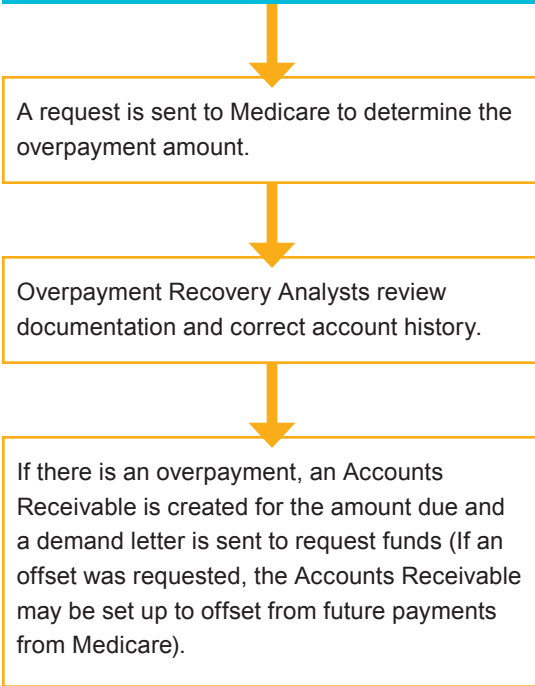 A request is sent to Medicare to determine the
overpayment amount.
Overpayment Recovery Analysts review
documentation and correct account history.
If there is an overpayment, an Accounts
Receivable is created for the amount due and
a demand letter is sent to request funds (If an
offset was requested, the Accounts Receivable
may be set up to offset from future payments
from Medicare).